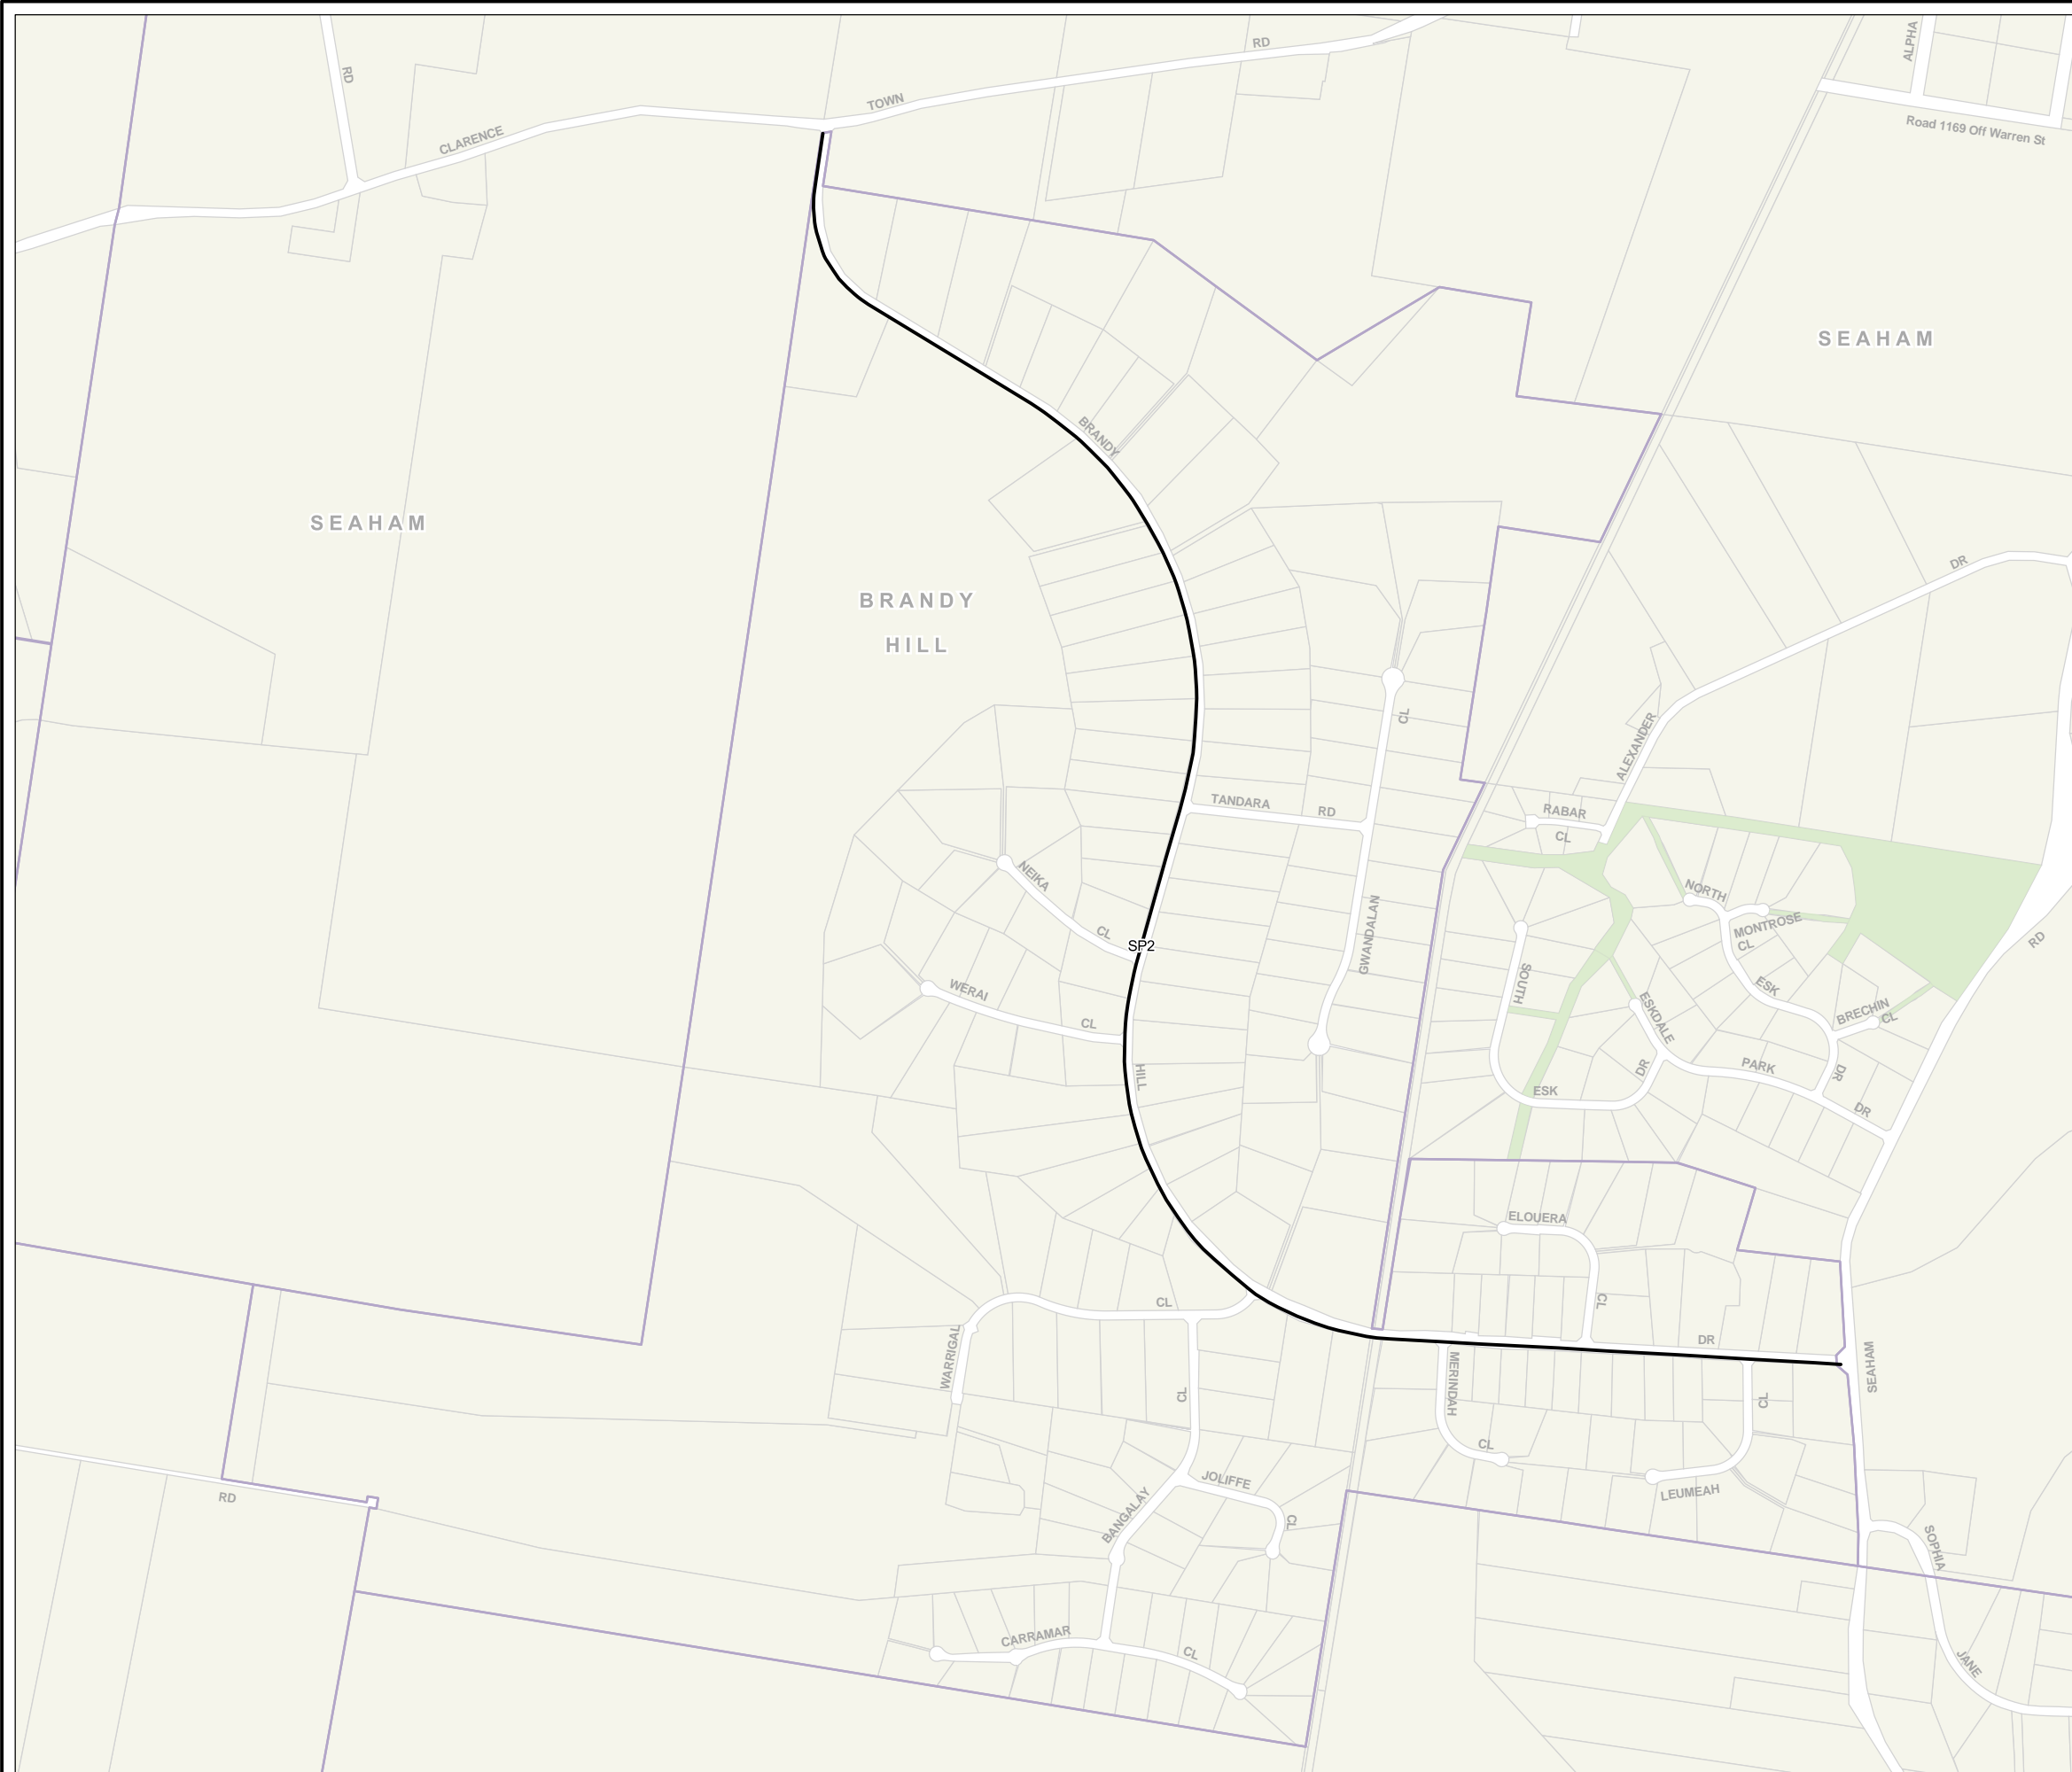 ALPHA
RD
RD
TOWN
CLARENCE
Road 1169 Off Warren St
SEAHAM
BRANDY
SEAHAM
DR
BRANDY
HILL
CL
ALEXANDER
TANDARA RD
RABAR
CL
NEIKA
CL
NORTH
MONTROSE
CL
GWANDALAN
SP2
RD
WERAI
CL
SOUTH
ESK
ESKDALE
BRECHIN
CL
HILL
DR
PARK
DR
ESK
DR
ELOUERA
CL
CL
WARRIGAL
DR
SEAHAM
MERINDAH
CL
CL
CL
JOLIFFE
LEUMEAH
RD
BANGALAY
CL
SOPHIA
CARRAMAR
CL
JANE